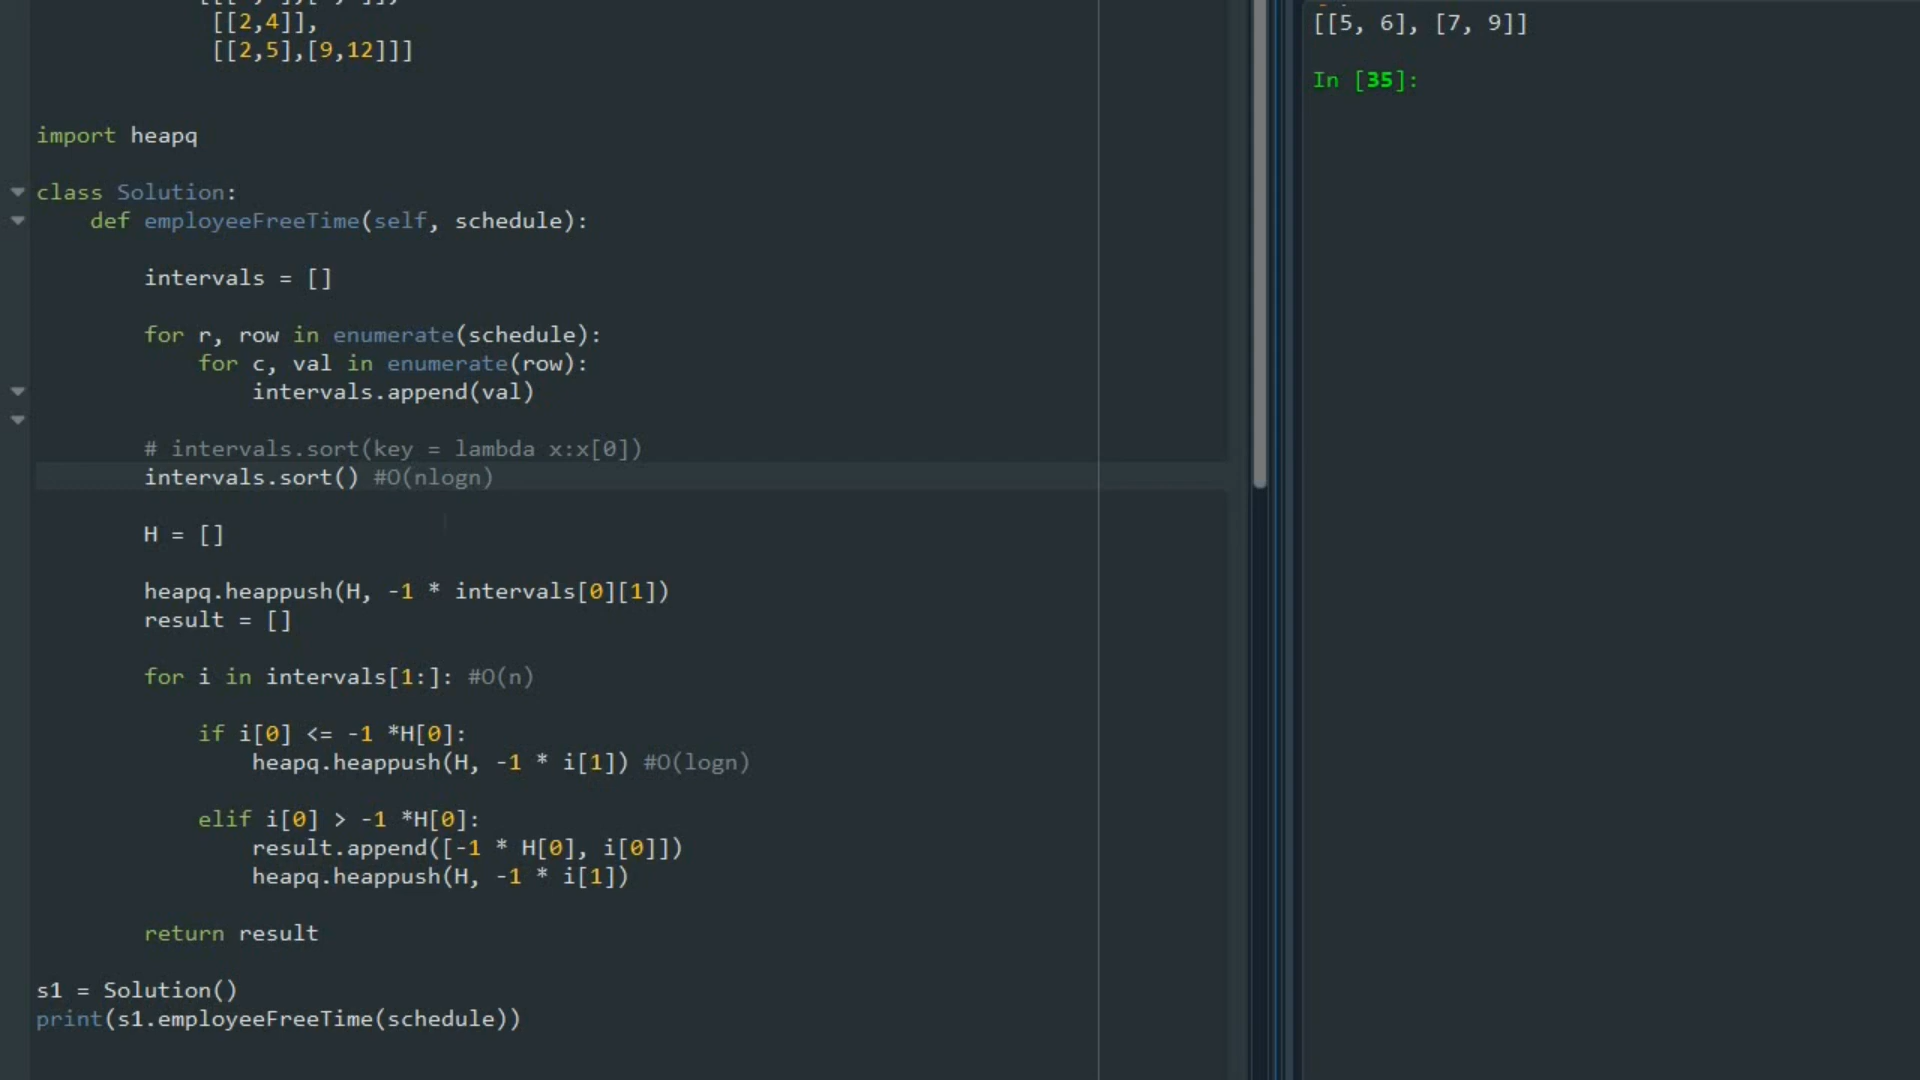 [[2,4]],
[[2,5],[9,12]]]
import heapq
class Solution:
def employeeFreeTime(self, schedule):
intervals = []
for r, row in enumerate(schedule):
for c, val in enumerate(row):
intervals.append(val)
# intervals.sort(key = lambda x:x[0])
intervals.sort() #O(nlogn)
H = []
heapq.heappush(H, -1 * intervals[0][1])
result = []
for i in intervals[1:]: #O(n)
if i[0] <= -1 *H[0]:
heapq.heappush(H, -1 * i[1]) #O(logn)
elif i[0] > -1 *H[0]:
result.append([-1 * H[0], i[0]])
heapq.heappush(H, -1 * i[1])
return result
s1 = Solution()
print(s1.employeeFreeTime(schedule))
[[5, 6], [7, 9]]
In [35]: